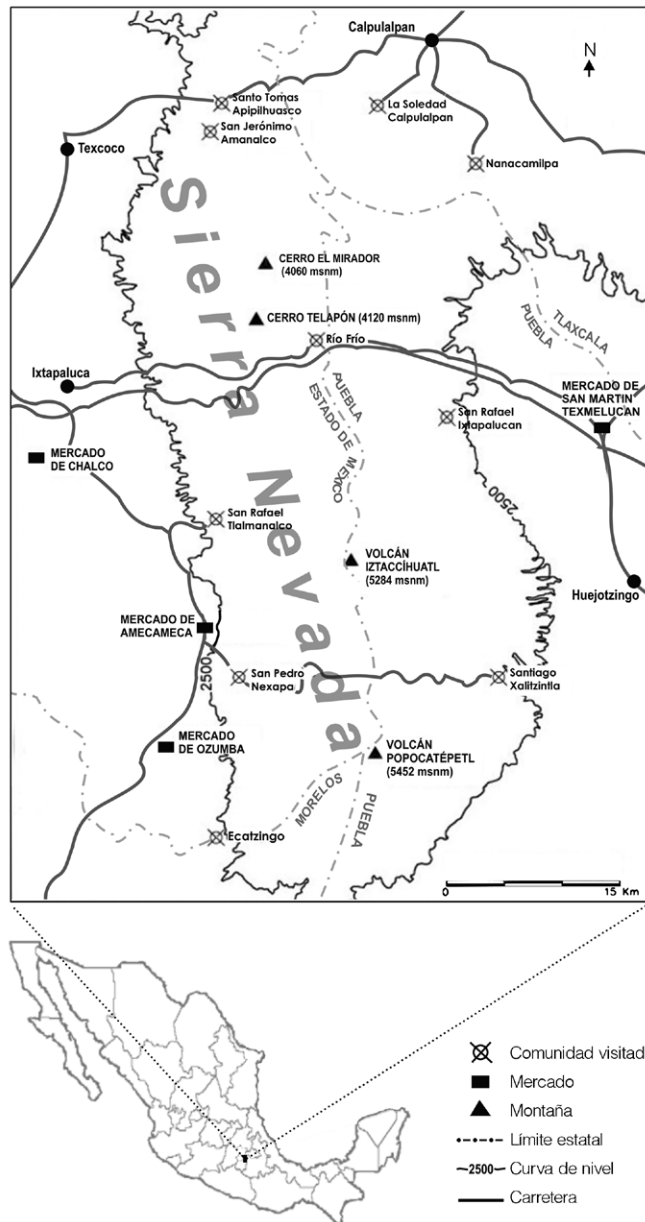 Calpulalpan
N
Santo Tomas
Apipilhuasco
La Soledad
Calpulalpan
San Jerónimo
Amanalco
Texcoco
Nanacamilpa
Sierra Nevada
CERRO EL MIRADOR
(4060 msnm)
CERRO TELAPÓN (4120 msnm)
TLAXCALA
PUEBLA
Río Frío
Ixtapaluca
MERCADO DE
SAN MARTIN
TEXMELUCAN
PUEBLA
ESTADO DE MÉXICO
San Rafael
Ixtapalucan
MERCADO
DE CHALCO
2500
San Rafael
Tlalmanalco
VOLCÁN
IZTACCÍHUATL
(5284 msnm)
Huejotzingo
MERCADO DE
AMECAMECA
2500
San Pedro
Nexapa
Santiago
Xalitzintla
MERCADO
DE OZUMBA
VOLCÁN
POPOCATÉPETL
(5452 msnm)
MORELOS
PUEBLA
Ecatzingo
0 15 Km
Comunidad visitad
Mercado
Montaña
Límite estatal
2500 Curva de nivel
Carretera